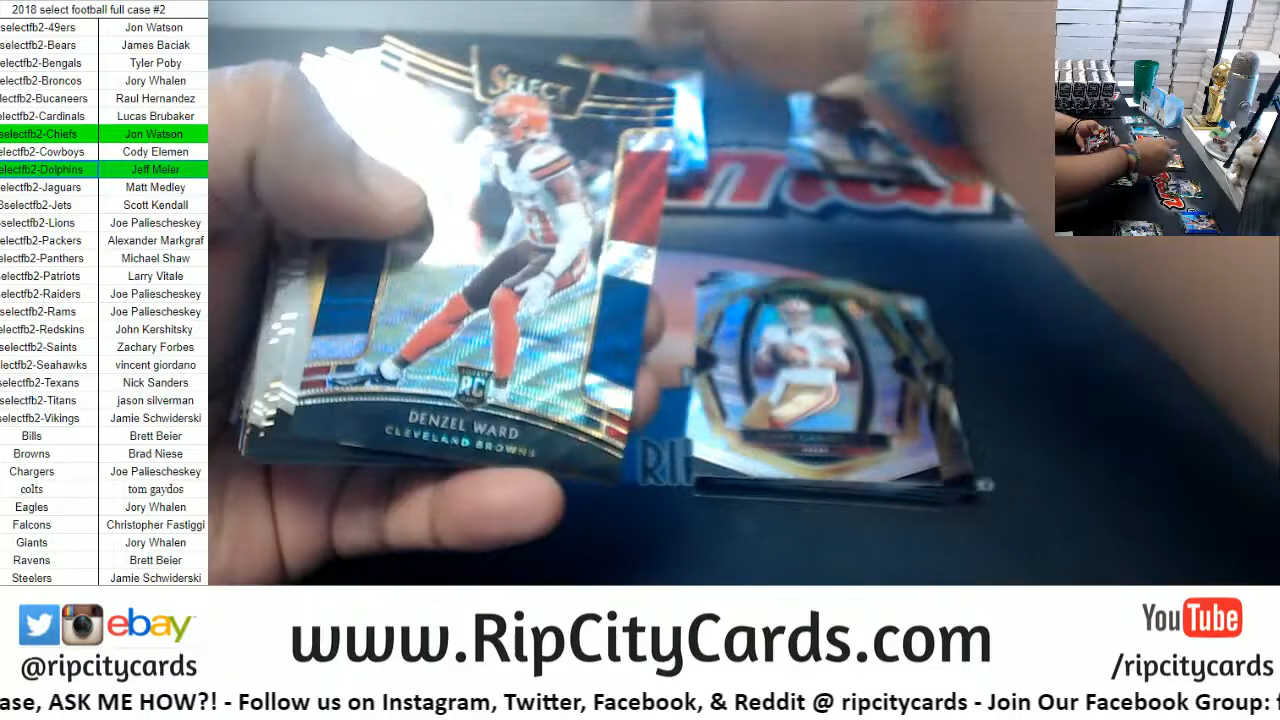 2018 select football full case #2
selectfb2-49ers Jon Watson
selectfb2-Bears James Baciak
selectfb2-Bengals Tyler Poby
selectfb2-Broncos Jory Whalen
electfb2-Bucaneers Raul Hernandez
electfb2-Cardinals Lucas Brubaker
selectfb2-Chiefs Jon Watson
electfb2-Cowboys Cody Elemen
electfb2-Dolphins Jeff Meier
electfb2-Jaguars Matt Medley
8selectfb2-Jets Scott Kendall
selectfb2-Lions Joe Paliescheskey
electfb2-Packers Alexander Markgraf
electfb2-Panthers Michael Shaw
electfb2-Patriots Larry Vitale
electfb2-Raiders Joe Paliescheskey
electfb2-Rams Joe Paliescheskey
electfb2-Redskins John Kershitsky
selectfb2-Saints Zachary Forbes
electfb2-Seahawks vincent giordano
electfb2-Texans Nick Sanders
selectfb2-Titans jason silverman
selectfb2-Vikings Jamie Schwiderski
Bills Brett Beier
Browns Brad Niese
Chargers Joe Paliescheskey
colts tom gaydos
Eagles Jory Whalen
Falcons Christopher Fastiggi
Giants Jory Whalen
Ravens Brett Beier
Steelers Jamie Schwiderski
SELECT
RC
DENZEL WARD
CLEVELAND BROWNS
RIP
ebay
@ripcitycards
www.RipCityCards.com
YouTube
/ripcitycards
ase, ASK ME HOW?! - Follow us on Instagram, Twitter, Facebook, & Reddit @ ripcitycards - Join Our Facebook Group: